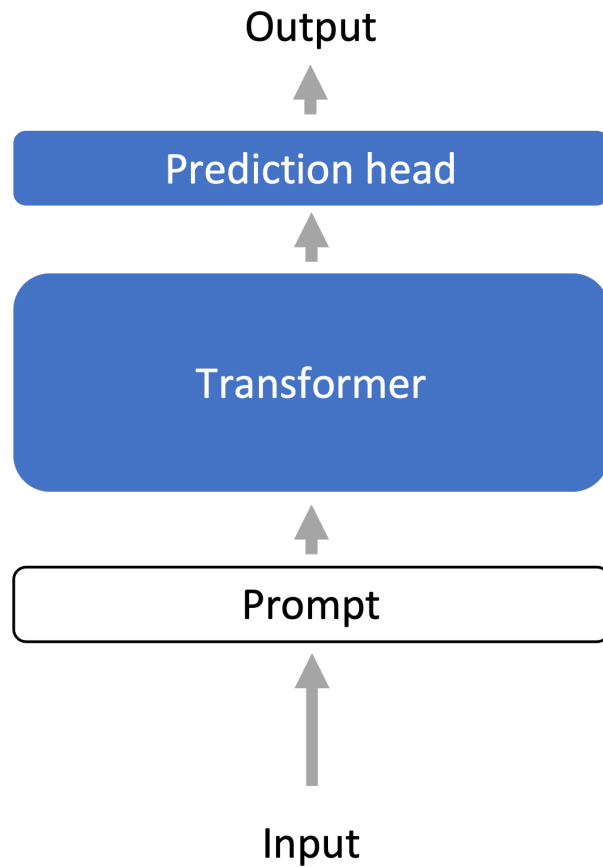 Output
Prediction head
Transformer
Prompt
Input